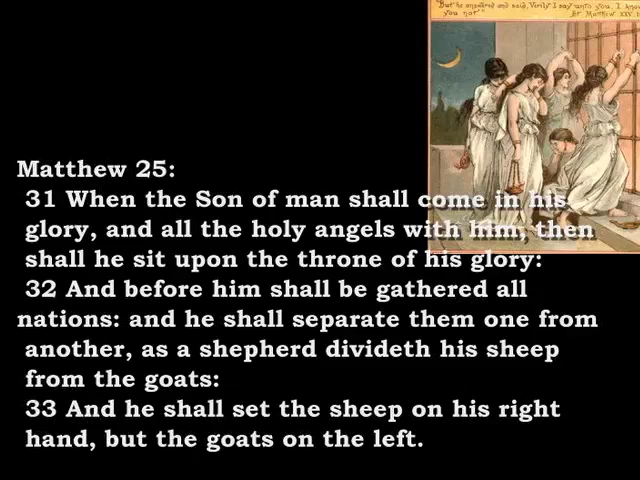 "But he answered and said, Verily I say unto you, I know
you not"
St Matthew XXV.
Matthew 25:
31 When the Son of man shall come in his
glory, and all the holy angels with him, then
shall he sit upon the throne of his glory:
32 And before him shall be gathered all
nations: and he shall separate them one from
another, as a shepherd divideth his sheep
from the goats:
33 And he shall set the sheep on his right
hand, but the goats on the left.